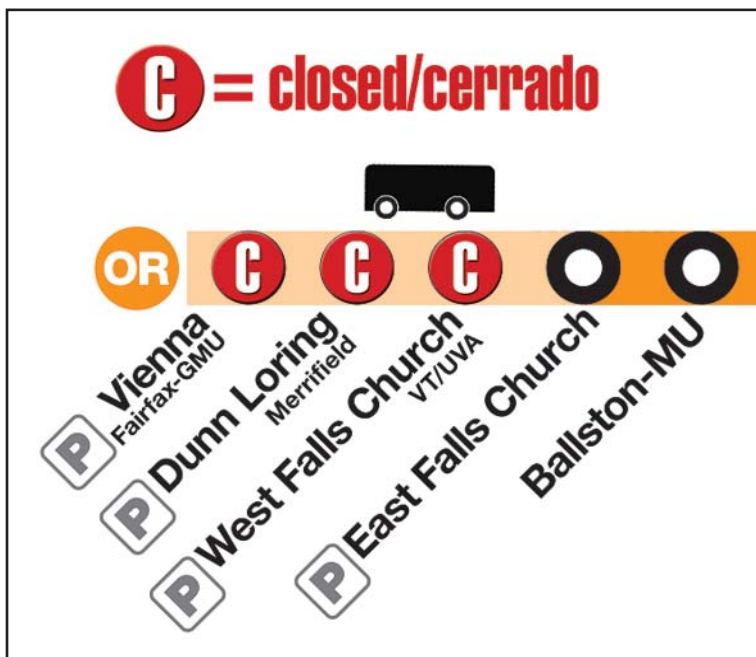 C = closed/cerrado
OR C C C
Vienna
Fairfax-GMU
P
Dunn Loring
Merrifield
P
West Falls Church
VT/UVA
P
East Falls Church
P
Ballston-MU